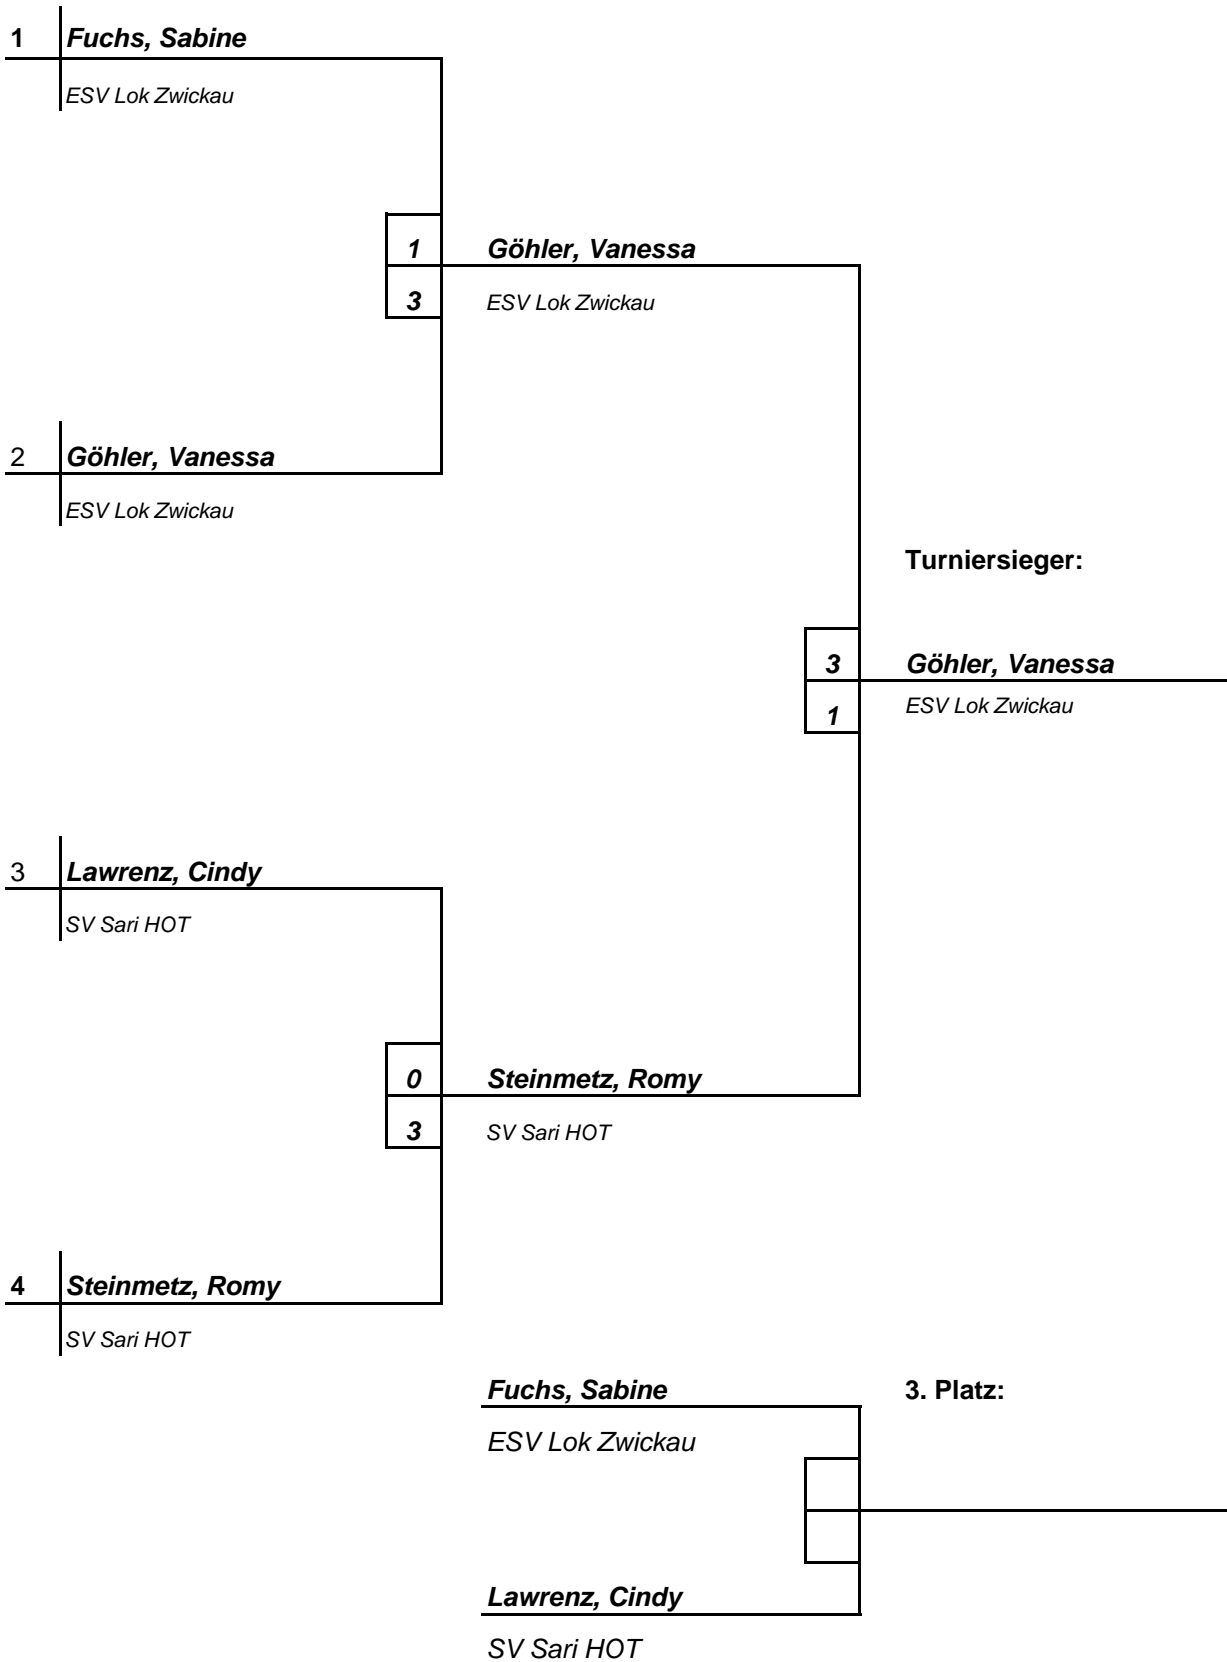 1 Fuchs, Sabine
ESV Lok Zwickau
1 Göhler, Vanessa
3 ESV Lok Zwickau
2 Göhler, Vanessa
ESV Lok Zwickau
Turniersieger:
3 Göhler, Vanessa
1 ESV Lok Zwickau
3 Lawrenz, Cindy
SV Sari HOT
0 Steinmetz, Romy
3 SV Sari HOT
4 Steinmetz, Romy
SV Sari HOT
Fuchs, Sabine 3. Platz:
ESV Lok Zwickau
Lawrenz, Cindy
SV Sari HOT